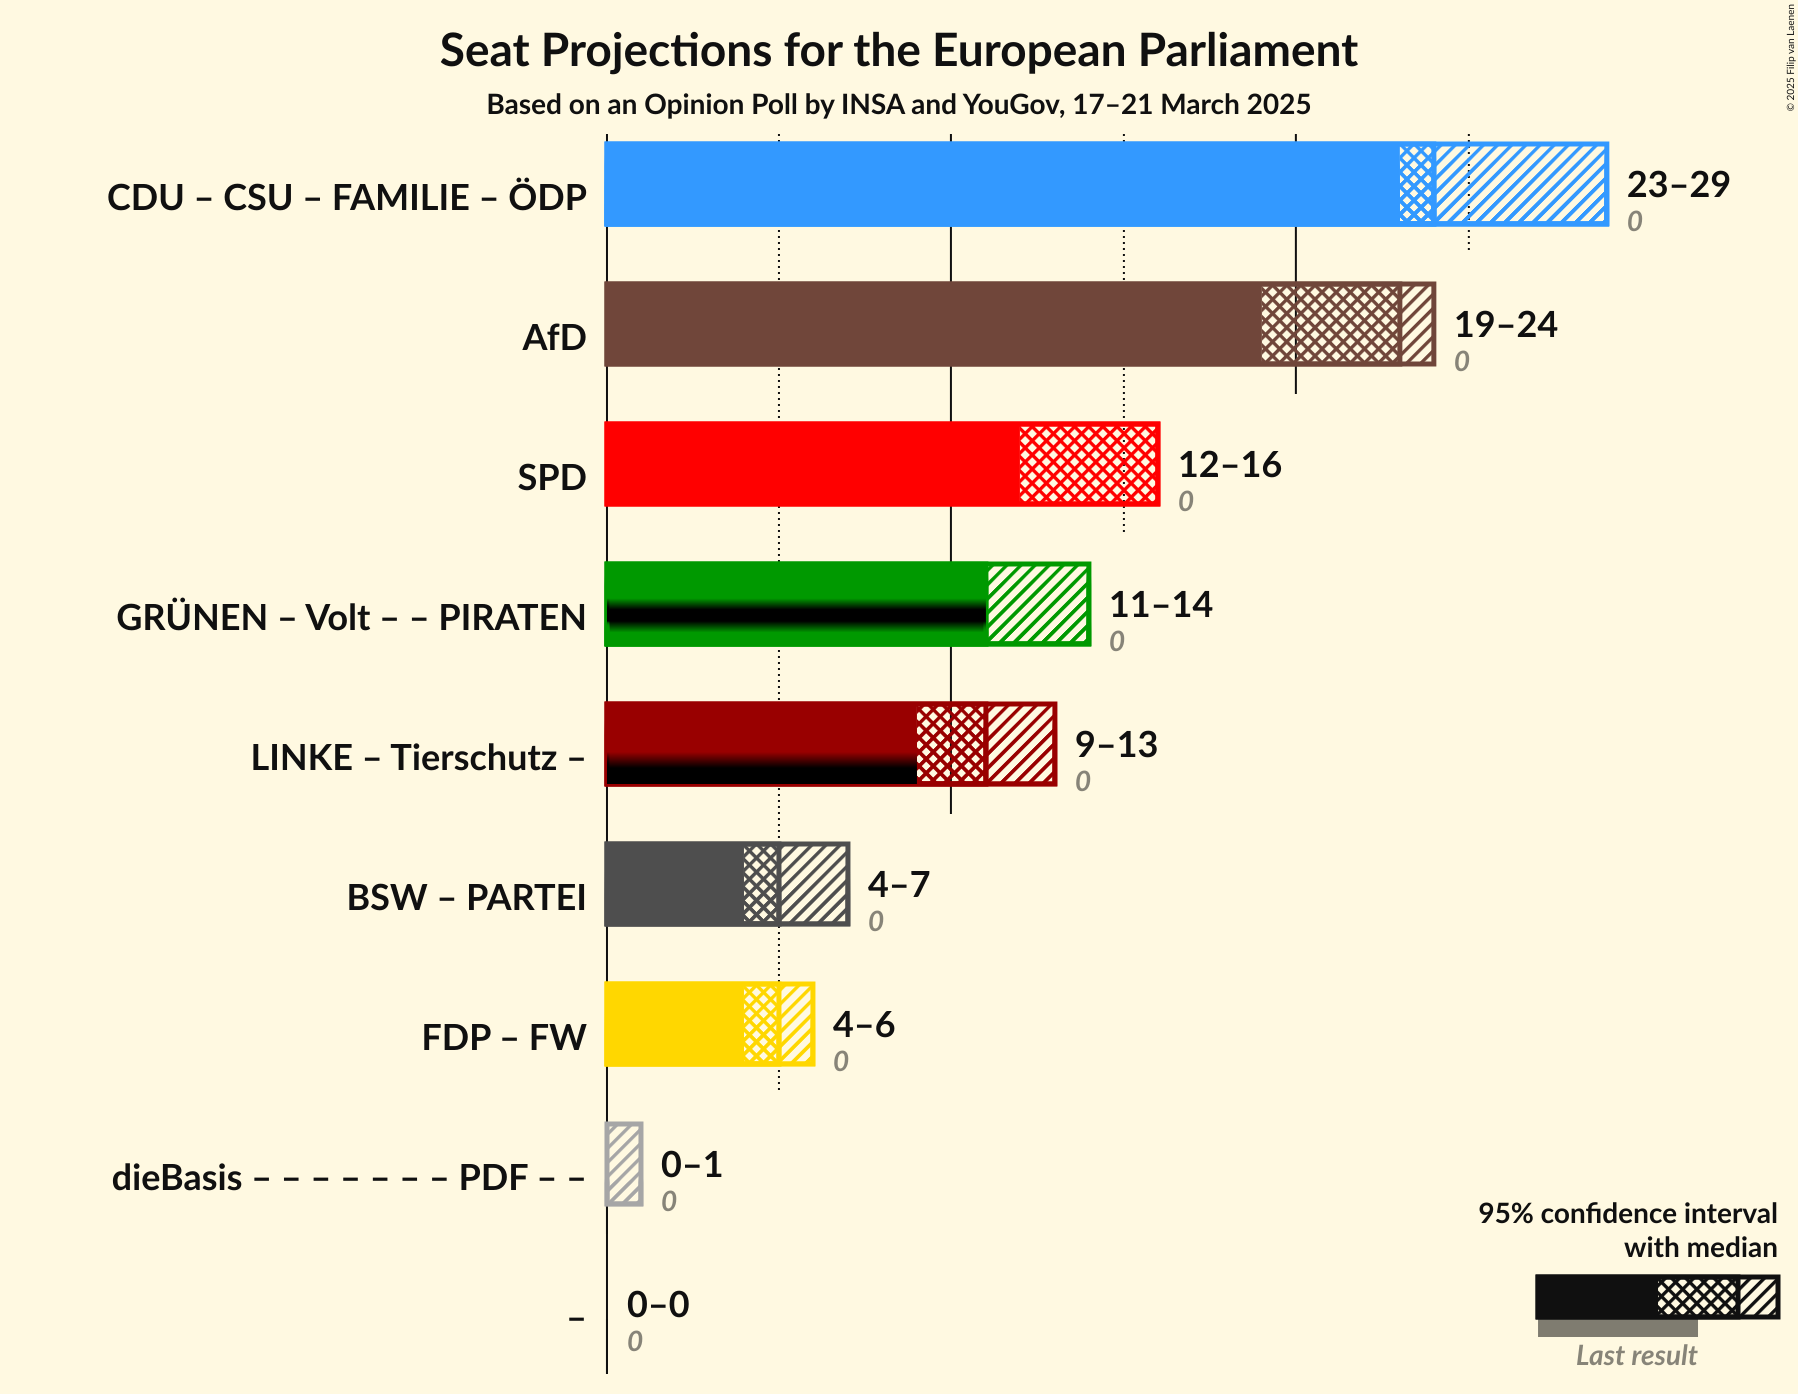 Seat Projections for the European Parliament
Based on an Opinion Poll by INSA and YouGov, 17–21 March 2025
© 2025 Filip van Laenen
CDU – CSU – FAMILIE – ÖDP
23–29
0
AfD
19–24
0
SPD
12–16
0
GRÜNEN – Volt – – PIRATEN
11–14
0
LINKE – Tierschutz –
9–13
0
BSW – PARTEI
4–7
0
FDP – FW
4–6
0
dieBasis – – – – – – – PDF – –
0–1
0
–
0–0
0
95% confidence interval
with median
Last result